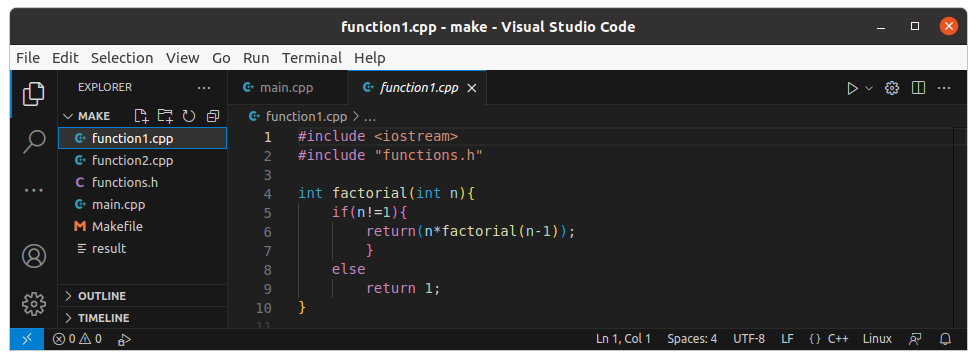 function1.cpp - make - Visual Studio Code
File Edit Selection View Go Run Terminal Help
EXPLORER
MAKE
function1.cpp
function2.cpp
functions.h
main.cpp
Makefile
result
OUTLINE
TIMELINE
main.cpp function1.cpp
function1.cpp > ...
1 #include <iostream>
2 #include "functions.h"
3
4 int factorial(int n){
5 if(n!=1){
6 return(n*factorial(n-1));
7 }
8 else
9 return 1;
10 }
11
0 0 Ln 1, Col 1 Spaces: 4 UTF-8 LF {} C++ Linux